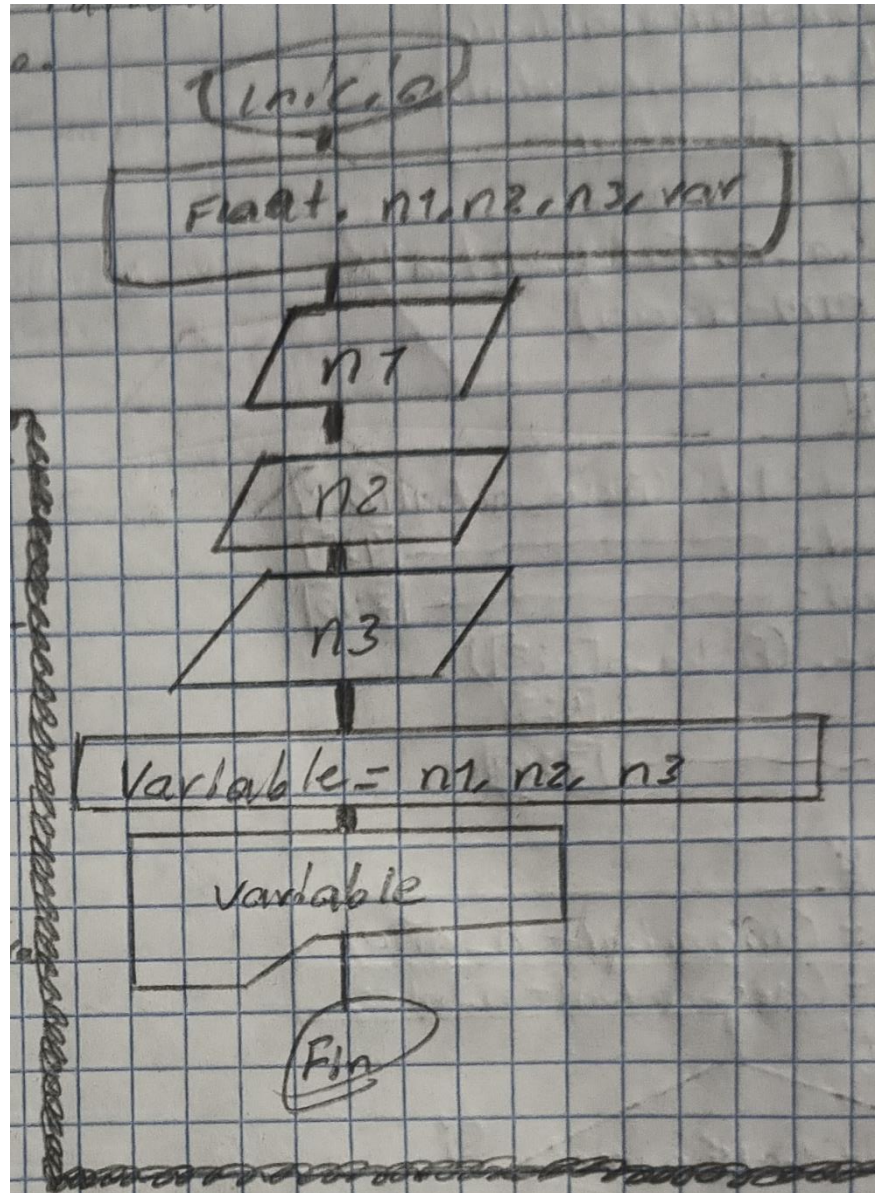 inicio
Float. n1, n2, n3, var
n1
n2
n3
Variable = n1, n2, n3
variable
Fin